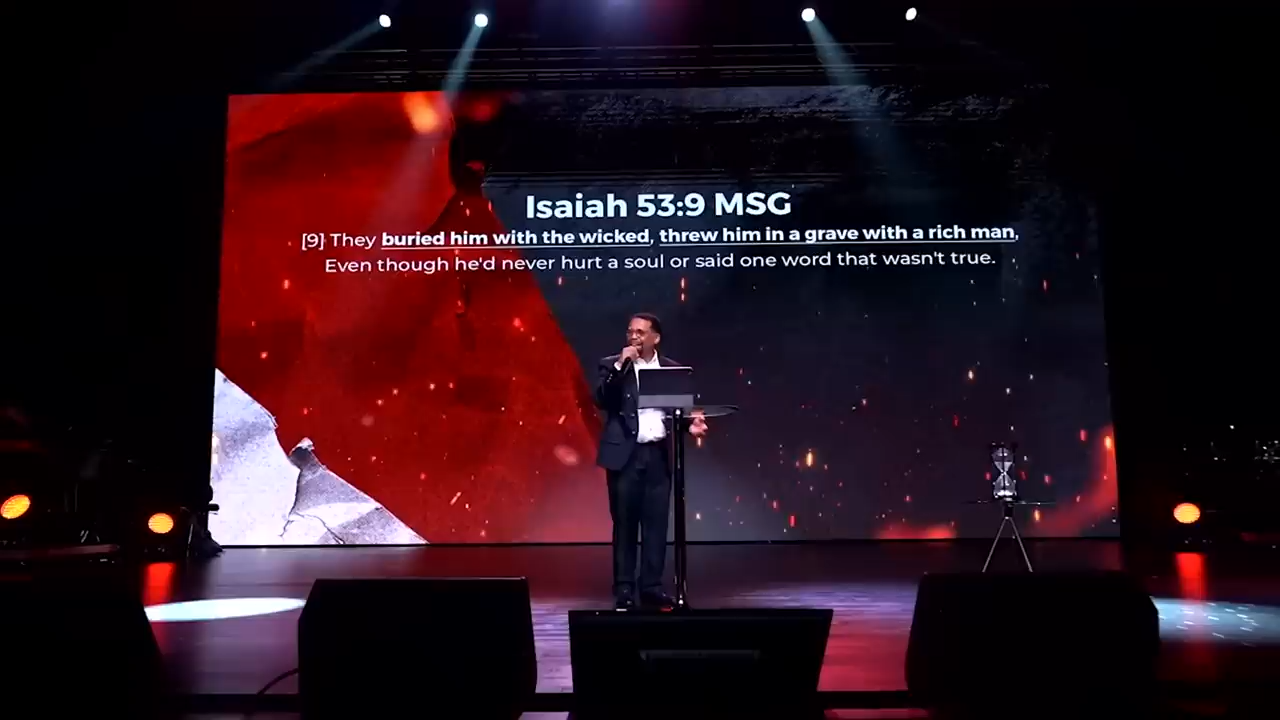 Isaiah 53:9 MSG
[9] They buried him with the wicked, threw him in a grave with a rich man,
Even though he'd never hurt a soul or said one word that wasn't true.